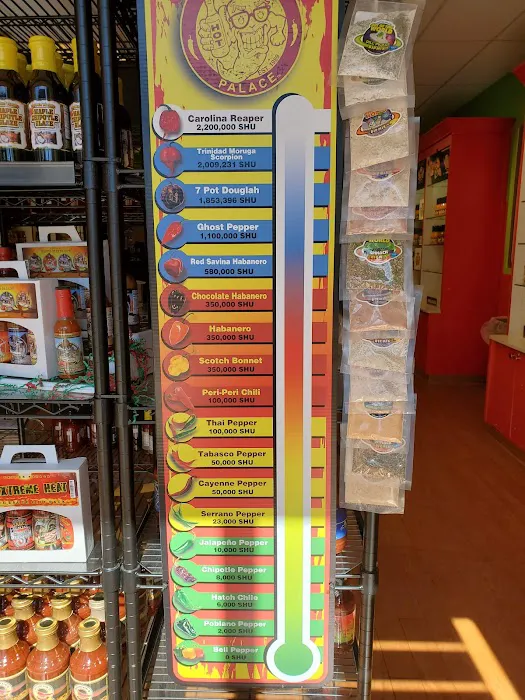 HOT
PALACE
Carolina Reaper
2,200,000 SHU
Trinidad Moruga
Scorpion
2,009,231 SHU
7 Pot Douglah
1,853,396 SHU
Ghost Pepper
1,100,000 SHU
Red Savina Habanero
580,000 SHU
Chocolate Habanero
350,000 SHU
Habanero
350,000 SHU
Scotch Bonnet
350,000 SHU
Peri-Peri Chili
100,000 SHU
Thai Pepper
100,000 SHU
Tabasco Pepper
50,000 SHU
Cayenne Pepper
50,000 SHU
Serrano Pepper
23,000 SHU
Jalapeño Pepper
10,000 SHU
Chipotle Pepper
8,000 SHU
Hatch Chile
6,000 SHU
Poblano Pepper
2,000 SHU
Bell Pepper
0 SHU
MAPLE
CHIPOTLE
MAPLE
CHIPOTLE
EXTREME HEAT